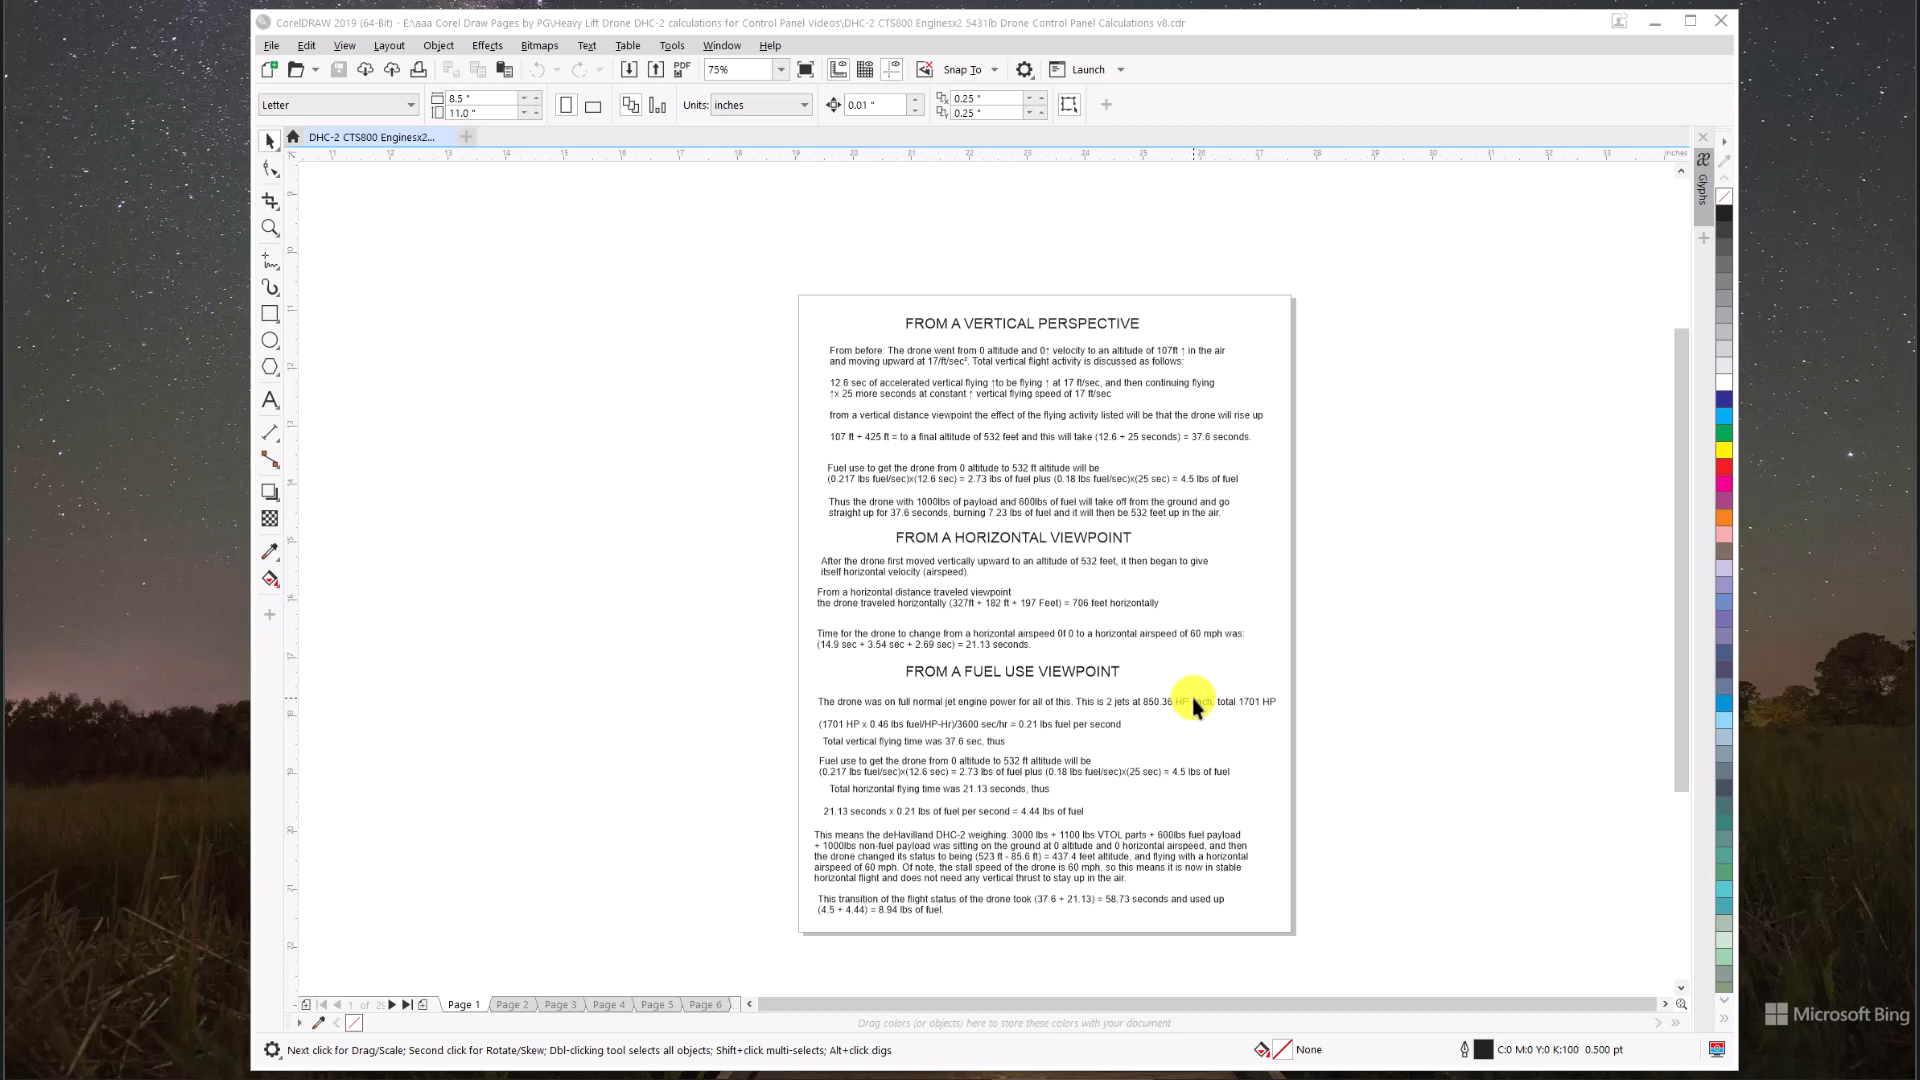 CorelDRAW 2019 (64-Bit) - E:\aaa Corel Draw Pages by PG\Heavy Lift Drone DHC-2 calculations for Control Panel Videos\DHC-2 CTS800 Enginesx2 5431lb Drone Control Panel Calculations v8.cdr
File Edit View Layout Object Effects Bitmaps Text Table Tools Window Help
PDF 75% Snap To Launch
Letter 8.5 " 11.0 " Units: inches 0.01 " 0.25 " 0.25 "
DHC-2 CTS800 Enginesx2...
11 12 13 14 15 16 17 18 19 20 21 22 23 24 25 26 27 28 29 30 31 32 33 inches
Glyphs
FROM A VERTICAL PERSPECTIVE
From before: The drone went from 0 altitude and 0↑ velocity to an altitude of 107ft ↑ in the air
and moving upward at 17/ft/sec². Total vertical flight activity is discussed as follows:
12.6 sec of accelerated vertical flying ↑to be flying ↑ at 17 ft/sec, and then continuing flying
↑x 25 more seconds at constant ↑ vertical flying speed of 17 ft/sec
from a vertical distance viewpoint the effect of the flying activity listed will be that the drone will rise up
107 ft + 425 ft = to a final altitude of 532 feet and this will take (12.6 + 25 seconds) = 37.6 seconds.
Fuel use to get the drone from 0 altitude to 532 ft altitude will be
(0.217 lbs fuel/sec)x(12.6 sec) = 2.73 lbs of fuel plus (0.18 lbs fuel/sec)x(25 sec) = 4.5 lbs of fuel
Thus the drone with 1000lbs of payload and 600lbs of fuel will take off from the ground and go
straight up for 37.6 seconds, burning 7.23 lbs of fuel and it will then be 532 feet up in the air.
FROM A HORIZONTAL VIEWPOINT
After the drone first moved vertically upward to an altitude of 532 feet, it then began to give
itself horizontal velocity (airspeed).
From a horizontal distance traveled viewpoint
the drone traveled horizontally (327ft + 182 ft + 197 Feet) = 706 feet horizontally
Time for the drone to change from a horizontal airspeed 0f 0 to a horizontal airspeed of 60 mph was:
(14.9 sec + 3.54 sec + 2.69 sec) = 21.13 seconds.
FROM A FUEL USE VIEWPOINT
The drone was on full normal jet engine power for all of this. This is 2 jets at 850.36 HP each, total 1701 HP
(1701 HP x 0.46 lbs fuel/HP-Hr)/3600 sec/hr = 0.21 lbs fuel per second
Total vertical flying time was 37.6 sec, thus
Fuel use to get the drone from 0 altitude to 532 ft altitude will be
(0.217 lbs fuel/sec)x(12.6 sec) = 2.73 lbs of fuel plus (0.18 lbs fuel/sec)x(25 sec) = 4.5 lbs of fuel
Total horizontal flying time was 21.13 seconds, thus
21.13 seconds x 0.21 lbs of fuel per second = 4.44 lbs of fuel
This means the deHavilland DHC-2 weighing: 3000 lbs + 1100 lbs VTOL parts + 600lbs fuel payload
+ 1000lbs non-fuel payload was sitting on the ground at 0 altitude and 0 horizontal airspeed, and then
the drone changed its status to being (523 ft - 85.6 ft) = 437.4 feet altitude, and flying with a horizontal
airspeed of 60 mph. Of note, the stall speed of the drone is 60 mph, so this means it is now in stable
horizontal flight and does not need any vertical thrust to stay up in the air.
This transition of the flight status of the drone took (37.6 + 21.13) = 58.73 seconds and used up
(4.5 + 4.44) = 8.94 lbs of fuel.
1 of Page 1 Page 2 Page 3 Page 4 Page 5 Page 6
Drag colors (or objects) here to store these colors with your document
Next click for Drag/Scale; Second click for Rotate/Skew; Dbl-clicking tool selects all objects; Shift+click multi-selects; Alt+click digs
None C:0 M:0 Y:0 K:100 0.500 pt
Microsoft Bing